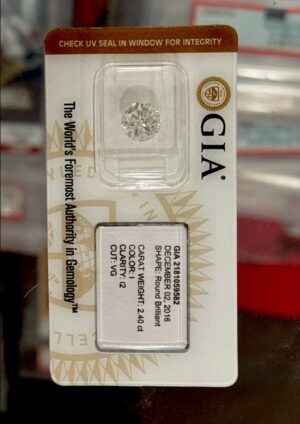 CHECK UV SEAL IN WINDOW FOR INTEGRITY
GIA
The World's Foremost Authority in Gemology™
GIA 2181059582
DECEMBER 02, 2016
SHAPE: Round Brilliant
CARAT WEIGHT: 2.40 ct
COLOR: I
CLARITY: I2
CUT: VG